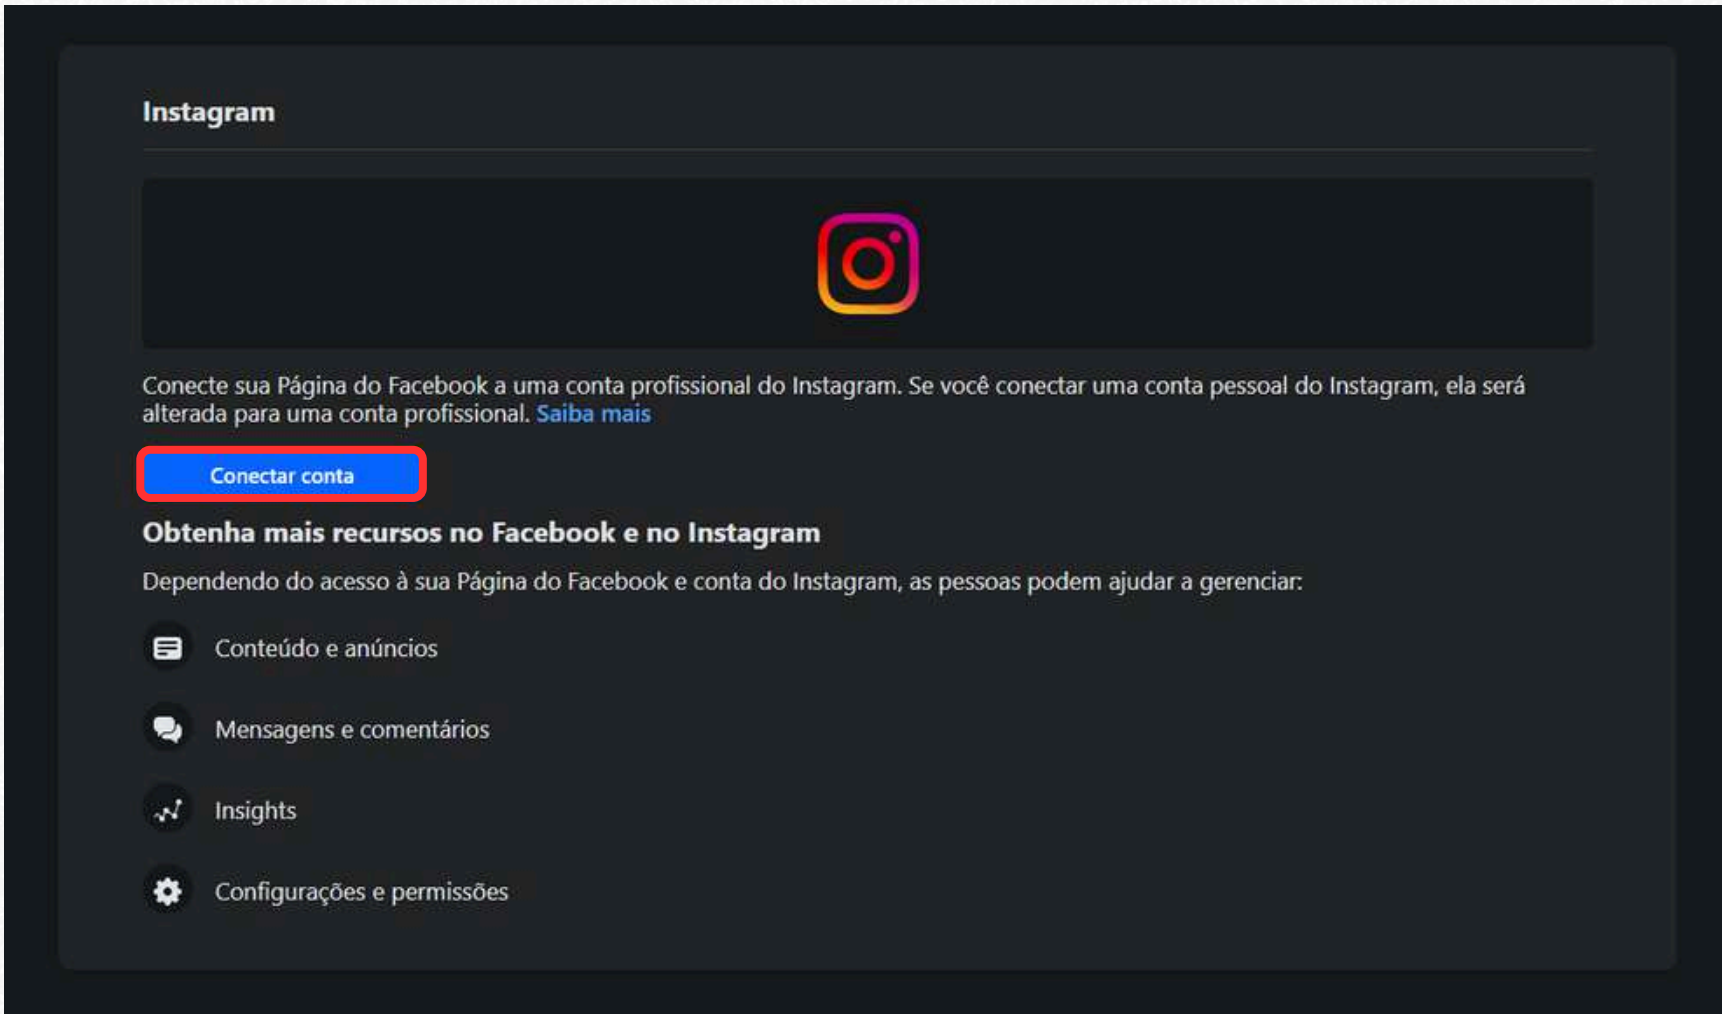 Instagram
Conecte sua Página do Facebook a uma conta profissional do Instagram. Se você conectar uma conta pessoal do Instagram, ela será
alterada para uma conta profissional. Saiba mais
Conectar conta
Obtenha mais recursos no Facebook e no Instagram
Dependendo do acesso à sua Página do Facebook e conta do Instagram, as pessoas podem ajudar a gerenciar:
Conteúdo e anúncios
Mensagens e comentários
Insights
Configurações e permissões